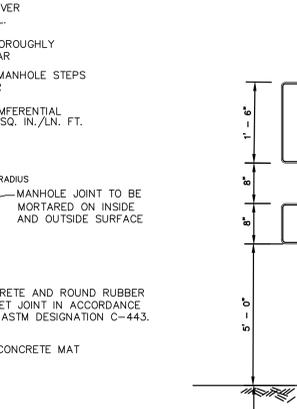 VER
L.
OROUGHLY
AR
MANHOLE STEPS
R
MFERENTIAL
SQ. IN./LN. FT.
RADIUS
MANHOLE JOINT TO BE
MORTARED ON INSIDE
AND OUTSIDE SURFACE
RETE AND ROUND RUBBER
ET JOINT IN ACCORDANCE
ASTM DESIGNATION C-443.
CONCRETE MAT
1' - 6"
8"
8"
5' - 0"